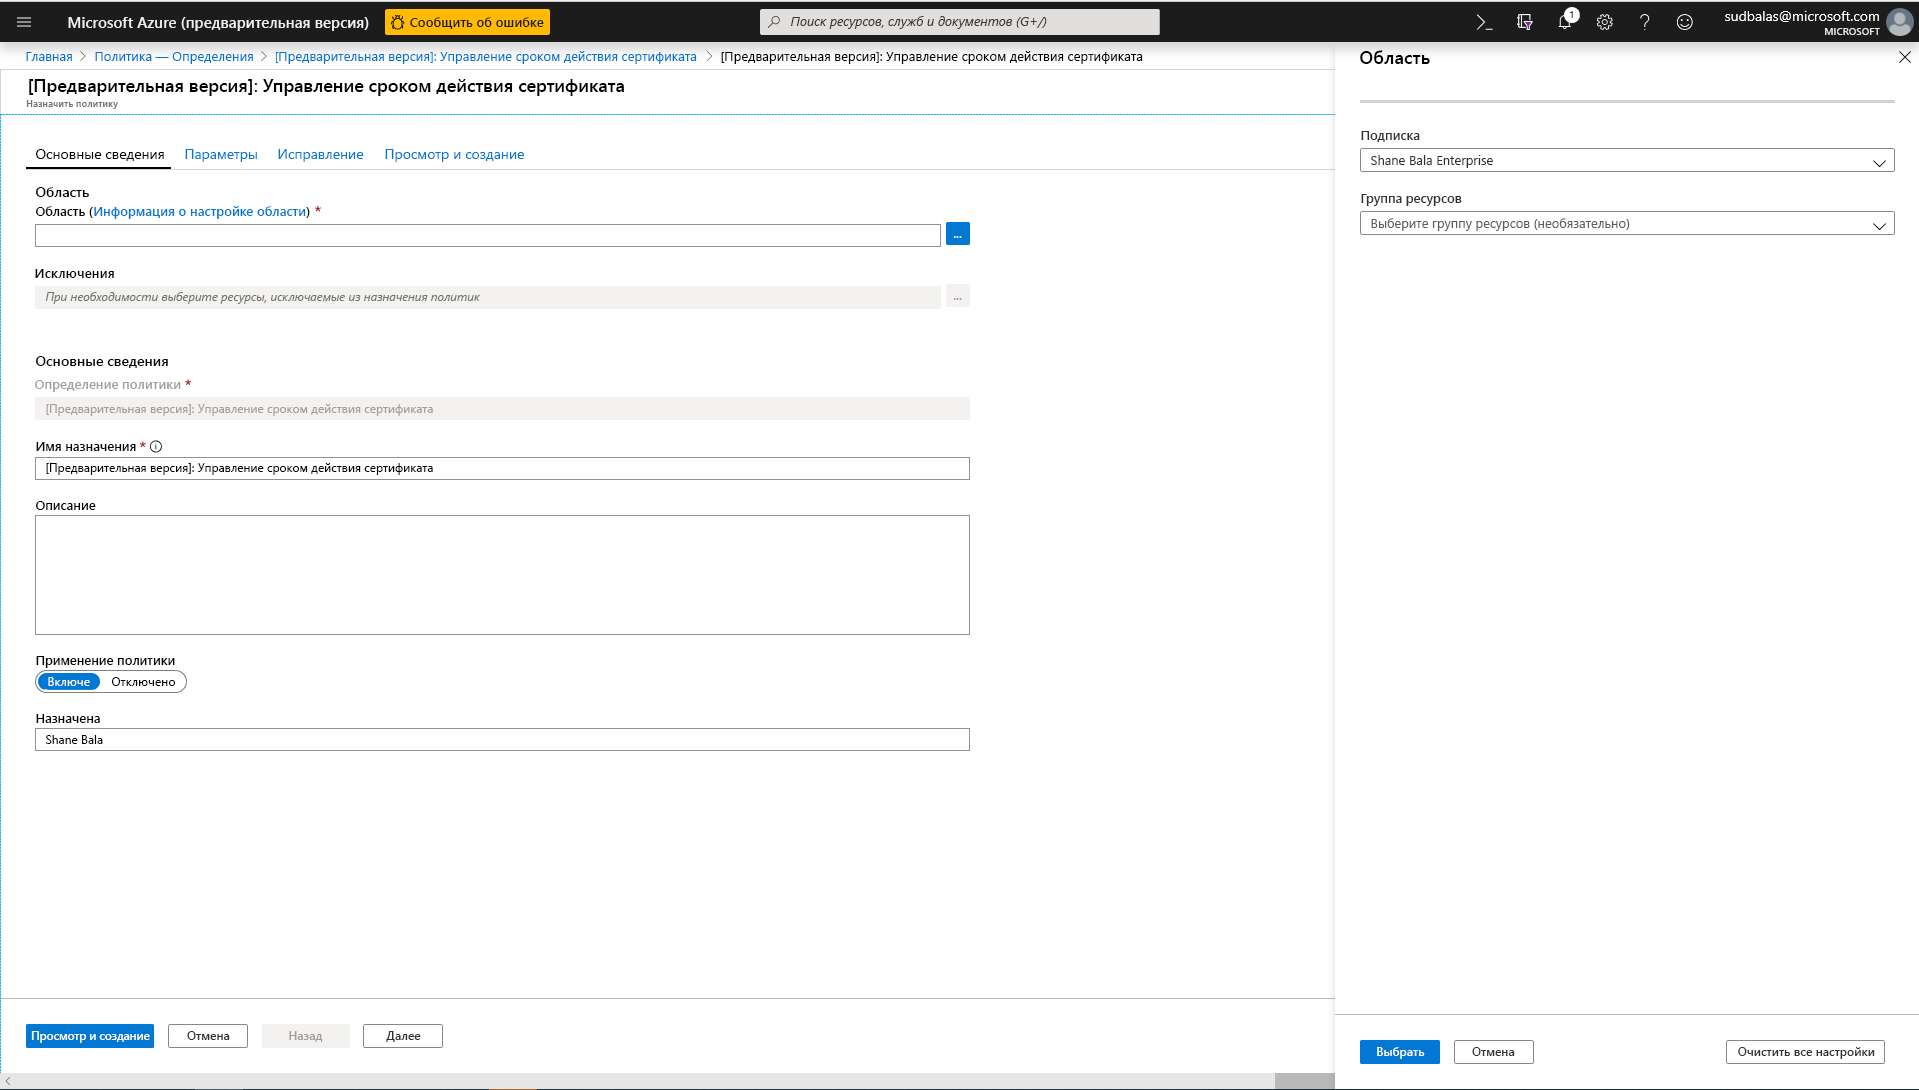 Microsoft Azure (предварительная версия)
Сообщить об ошибке
Поиск ресурсов, служб и документов (G+/)
1
sudbalas@microsoft.com
MICROSOFT
Главная > Политика — Определения > [Предварительная версия]: Управление сроком действия сертификата > [Предварительная версия]: Управление сроком действия сертификата
[Предварительная версия]: Управление сроком действия сертификата
Назначить политику
Основные сведения
Параметры
Исправление
Просмотр и создание
Область
Область (Информация о настройке области) *
...
Исключения
При необходимости выберите ресурсы, исключаемые из назначения политик
...
Основные сведения
Определение политики *
[Предварительная версия]: Управление сроком действия сертификата
Имя назначения *
[Предварительная версия]: Управление сроком действия сертификата
Описание
Применение политики
Включе
Отключено
Назначена
Shane Bala
Просмотр и создание
Отмена
Назад
Далее
Область
Подписка
Shane Bala Enterprise
Группа ресурсов
Выберите группу ресурсов (необязательно)
Выбрать
Отмена
Очистить все настройки